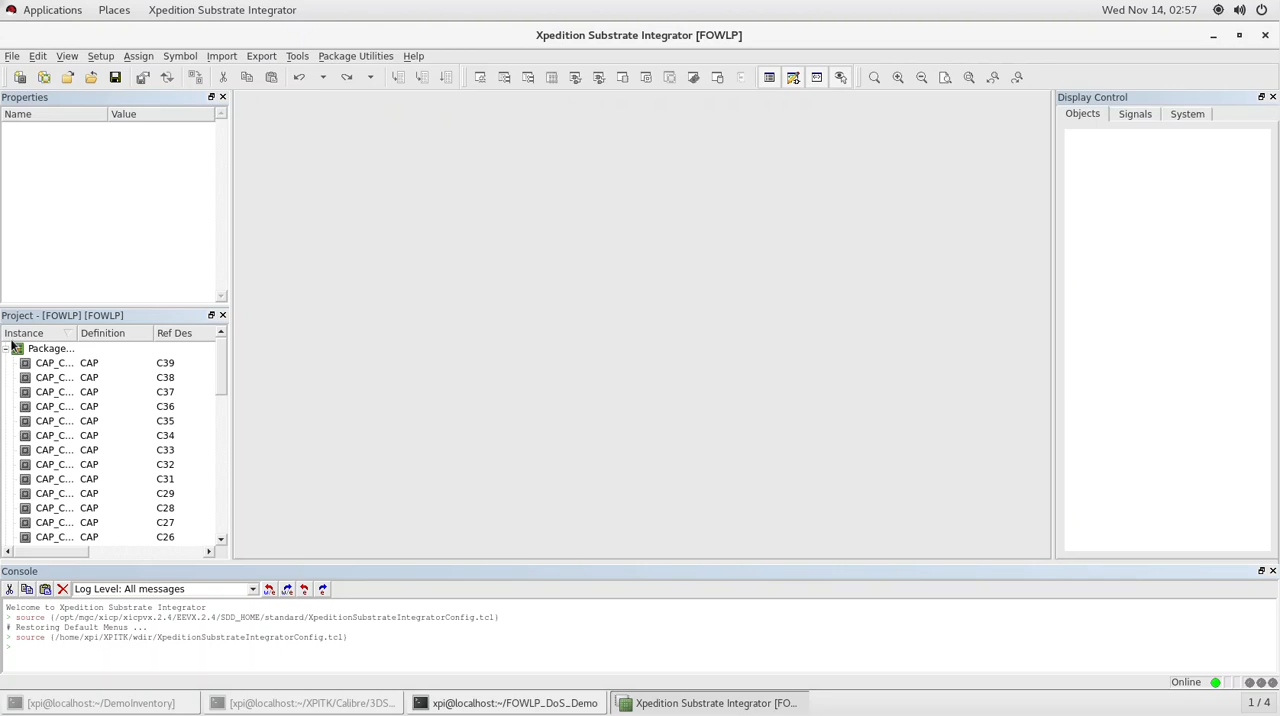 Applications Places Xpedition Substrate Integrator Wed Nov 14, 02:57
Xpedition Substrate Integrator [FOWLP]
File Edit View Setup Assign Symbol Import Export Tools Package Utilities Help
Properties
Name Value
Project - [FOWLP] [FOWLP]
Instance Definition Ref Des
Package...
CAP_C... CAP C39
CAP_C... CAP C38
CAP_C... CAP C37
CAP_C... CAP C36
CAP_C... CAP C35
CAP_C... CAP C34
CAP_C... CAP C33
CAP_C... CAP C32
CAP_C... CAP C31
CAP_C... CAP C29
CAP_C... CAP C28
CAP_C... CAP C27
CAP_C... CAP C26
Display Control
Objects Signals System
Console
Log Level: All messages
Welcome to Xpedition Substrate Integrator
> source {/opt/mgc/xicp/xicpvx.2.4/EEVX.2.4/SDD_HOME/standard/XpeditionSubstrateIntegratorConfig.tcl}
# Restoring Default Menus ...
> source {/home/xpi/XPITK/wdir/XpeditionSubstrateIntegratorConfig.tcl}
>
Online
[xpi@localhost:~/DemoInventory] [xpi@localhost:~/XPITK/Calibre/3DS... xpi@localhost:~/FOWLP_DoS_Demo Xpedition Substrate Integrator [FO... 1 / 4